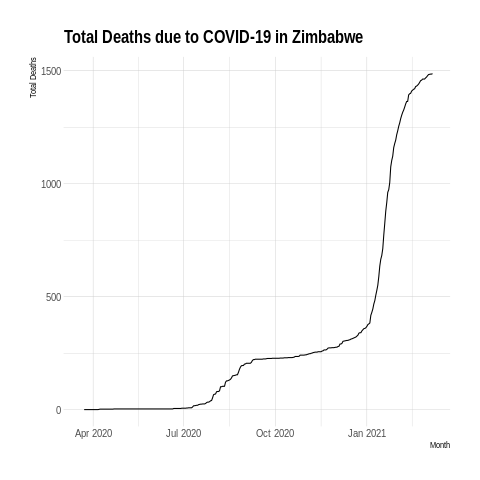 Total Deaths due to COVID-19 in Zimbabwe
Total Deaths
1500
1000
500
0
Apr 2020
Jul 2020
Oct 2020
Jan 2021
Month